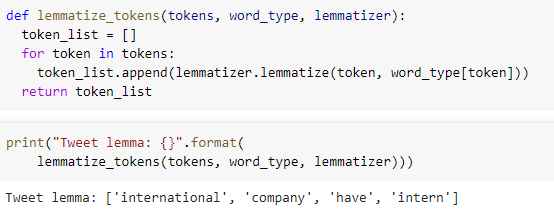 def lemmatize_tokens(tokens, word_type, lemmatizer):
  token_list = []
  for token in tokens:
    token_list.append(lemmatizer.lemmatize(token, word_type[token]))
  return token_list
print("Tweet lemma: {}".format(
    lemmatize_tokens(tokens, word_type, lemmatizer)))
Tweet lemma: ['international', 'company', 'have', 'intern']